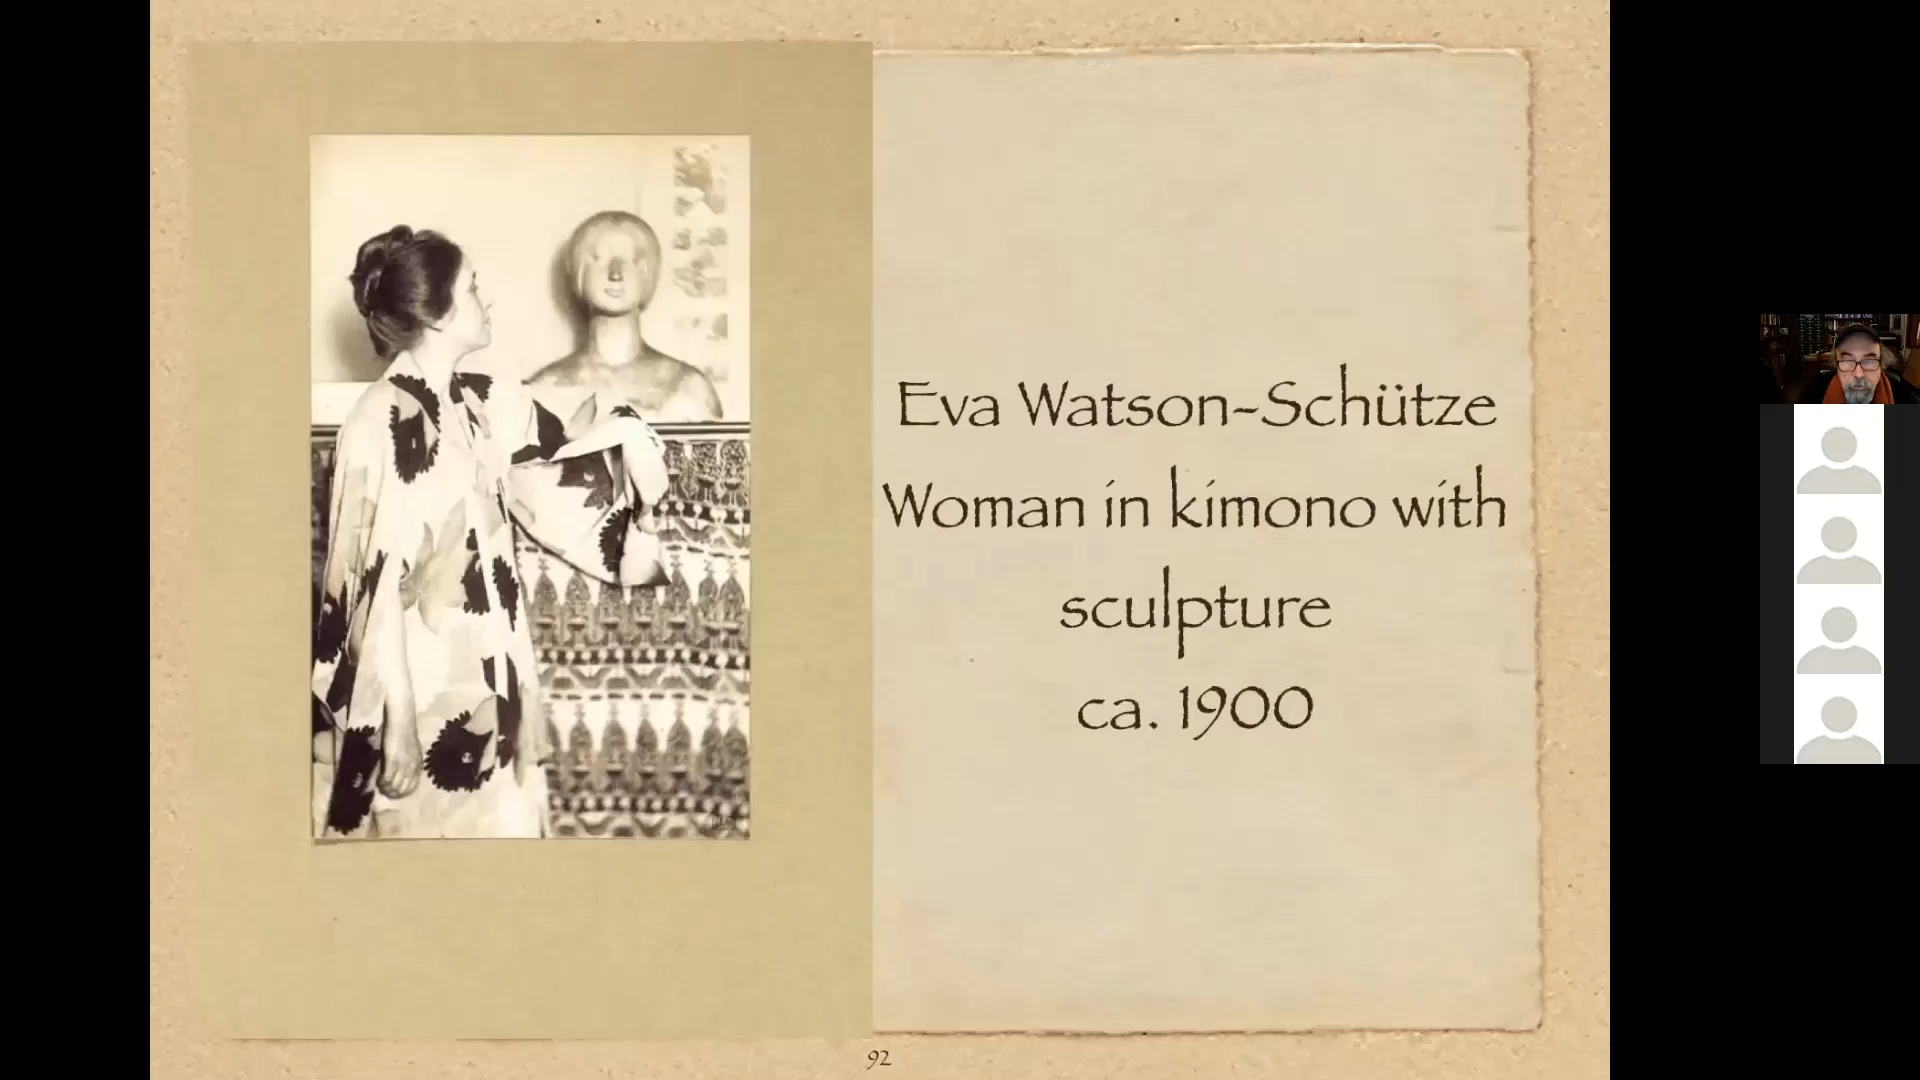 Eva Watson-Schütze
Woman in kimono with
sculpture
ca. 1900
92